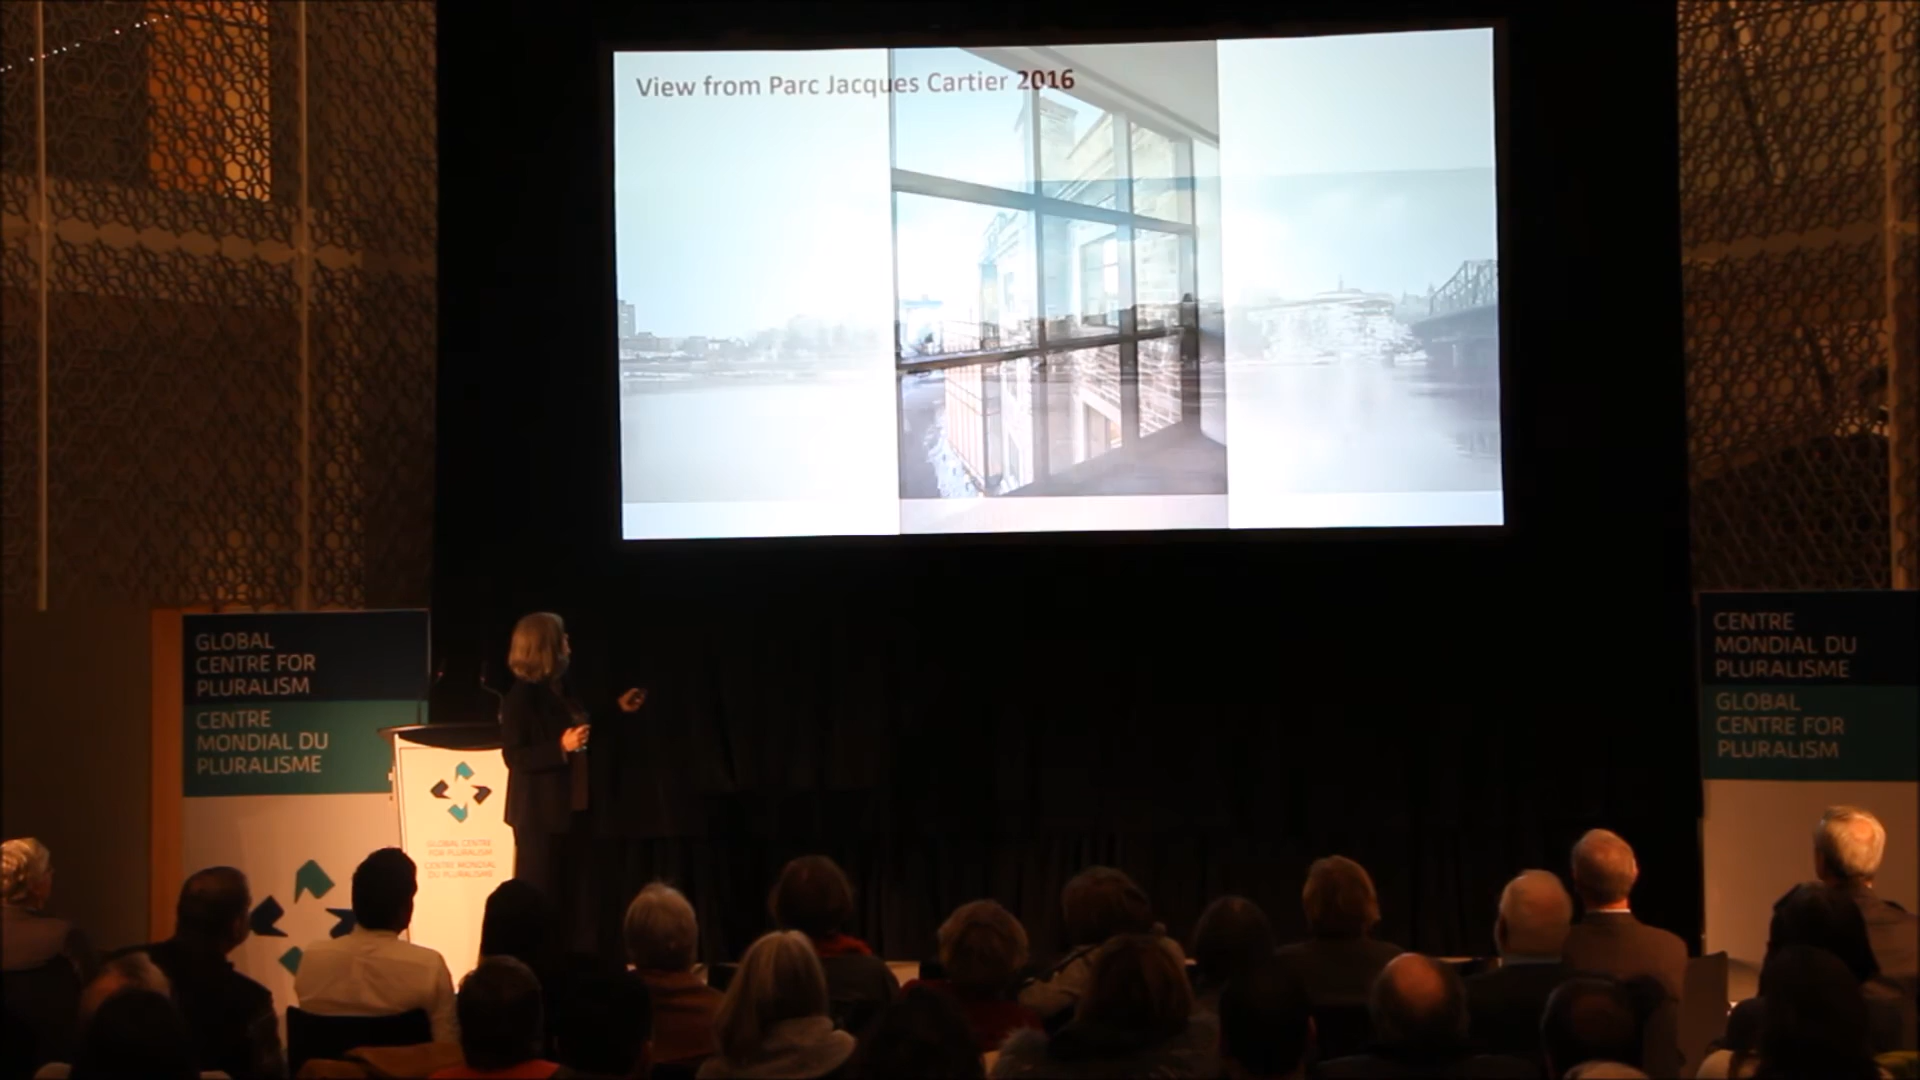 View from Parc Jacques Cartier 2016
GLOBAL
CENTRE FOR
PLURALISM
CENTRE
MONDIAL DU
PLURALISME
GLOBAL CENTRE
FOR PLURALISM
CENTRE MONDIAL
DU PLURALISME
CENTRE
MONDIAL DU
PLURALISME
GLOBAL
CENTRE FOR
PLURALISM